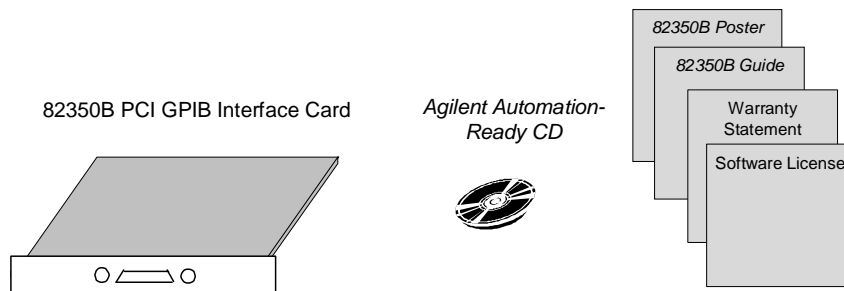 82350B PCI GPIB Interface Card
Agilent Automation-
Ready CD
82350B Poster
82350B Guide
Warranty
Statement
Software License